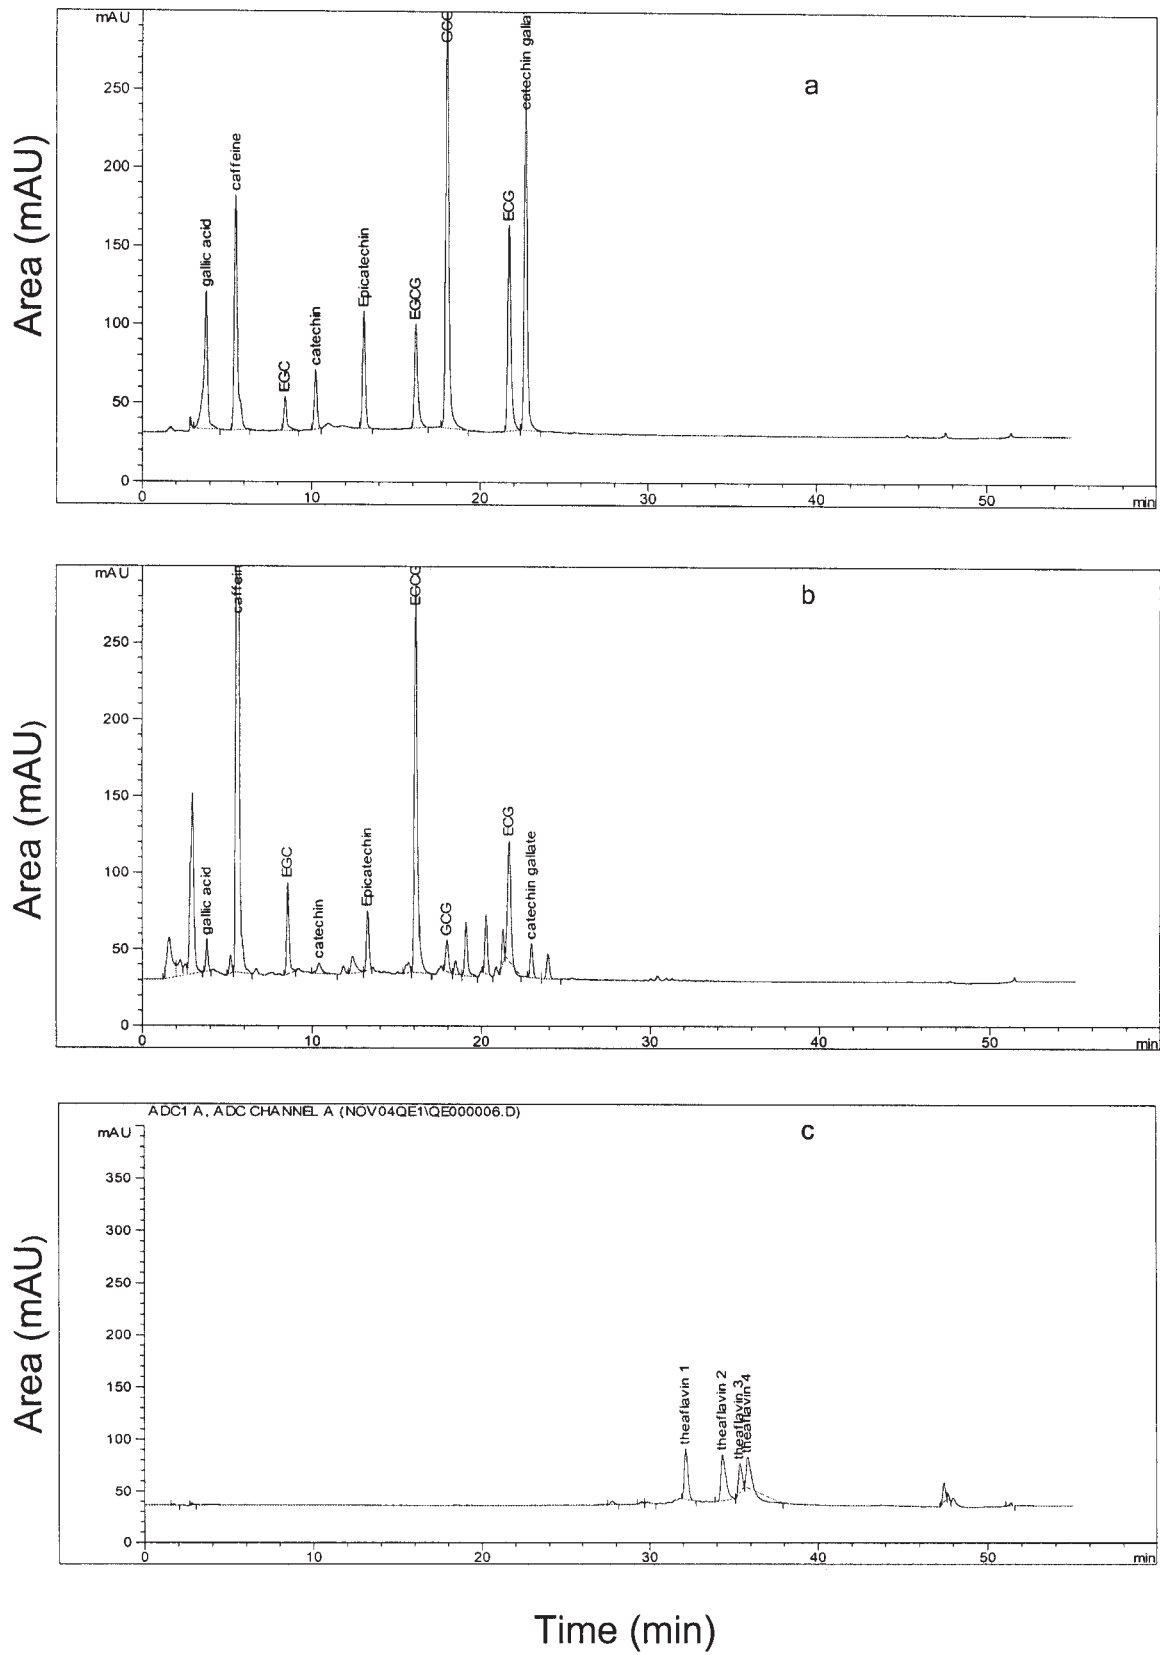 mAU
250
200
150
100
50
0
0
10
20
30
40
50
min
Area (mAU)
a
gallic acid
caffeine
EGC
catechin
Epicatechin
EGCG
GCG
ECG
catechin galla
mAU
250
200
150
100
50
0
0
10
20
30
40
50
min
Area (mAU)
b
gallic acid
caffein
EGC
catechin
Epicatechin
EGCG
GCG
ECG
catechin gallate
ADC1 A, ADC CHANNEL A (NOV04QE1\QE000006.D)
mAU
350
300
250
200
150
100
50
0
0
10
20
30
40
50
min
Area (mAU)
c
theaflavin 1
theaflavin 2
theaflavin 3
theaflavin 4
Time (min)